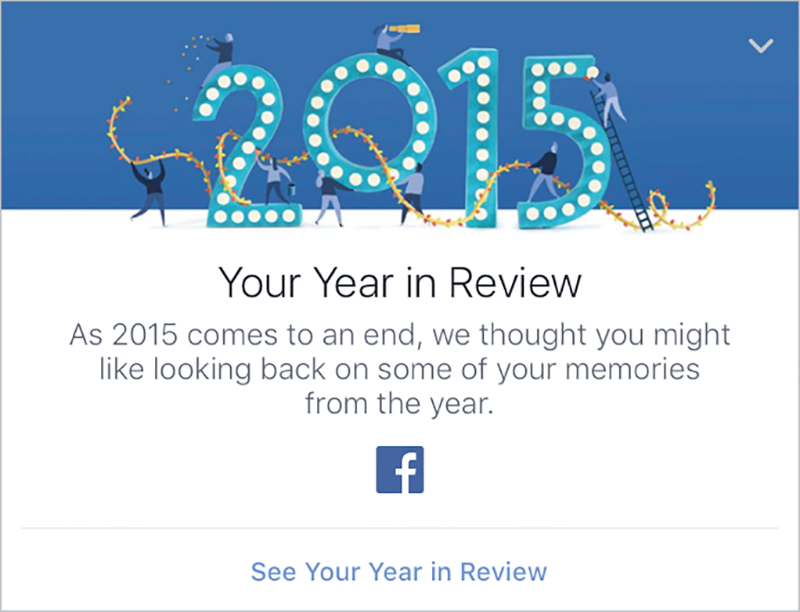 2015
Your Year in Review
As 2015 comes to an end, we thought you might
like looking back on some of your memories
from the year.
f
See Your Year in Review